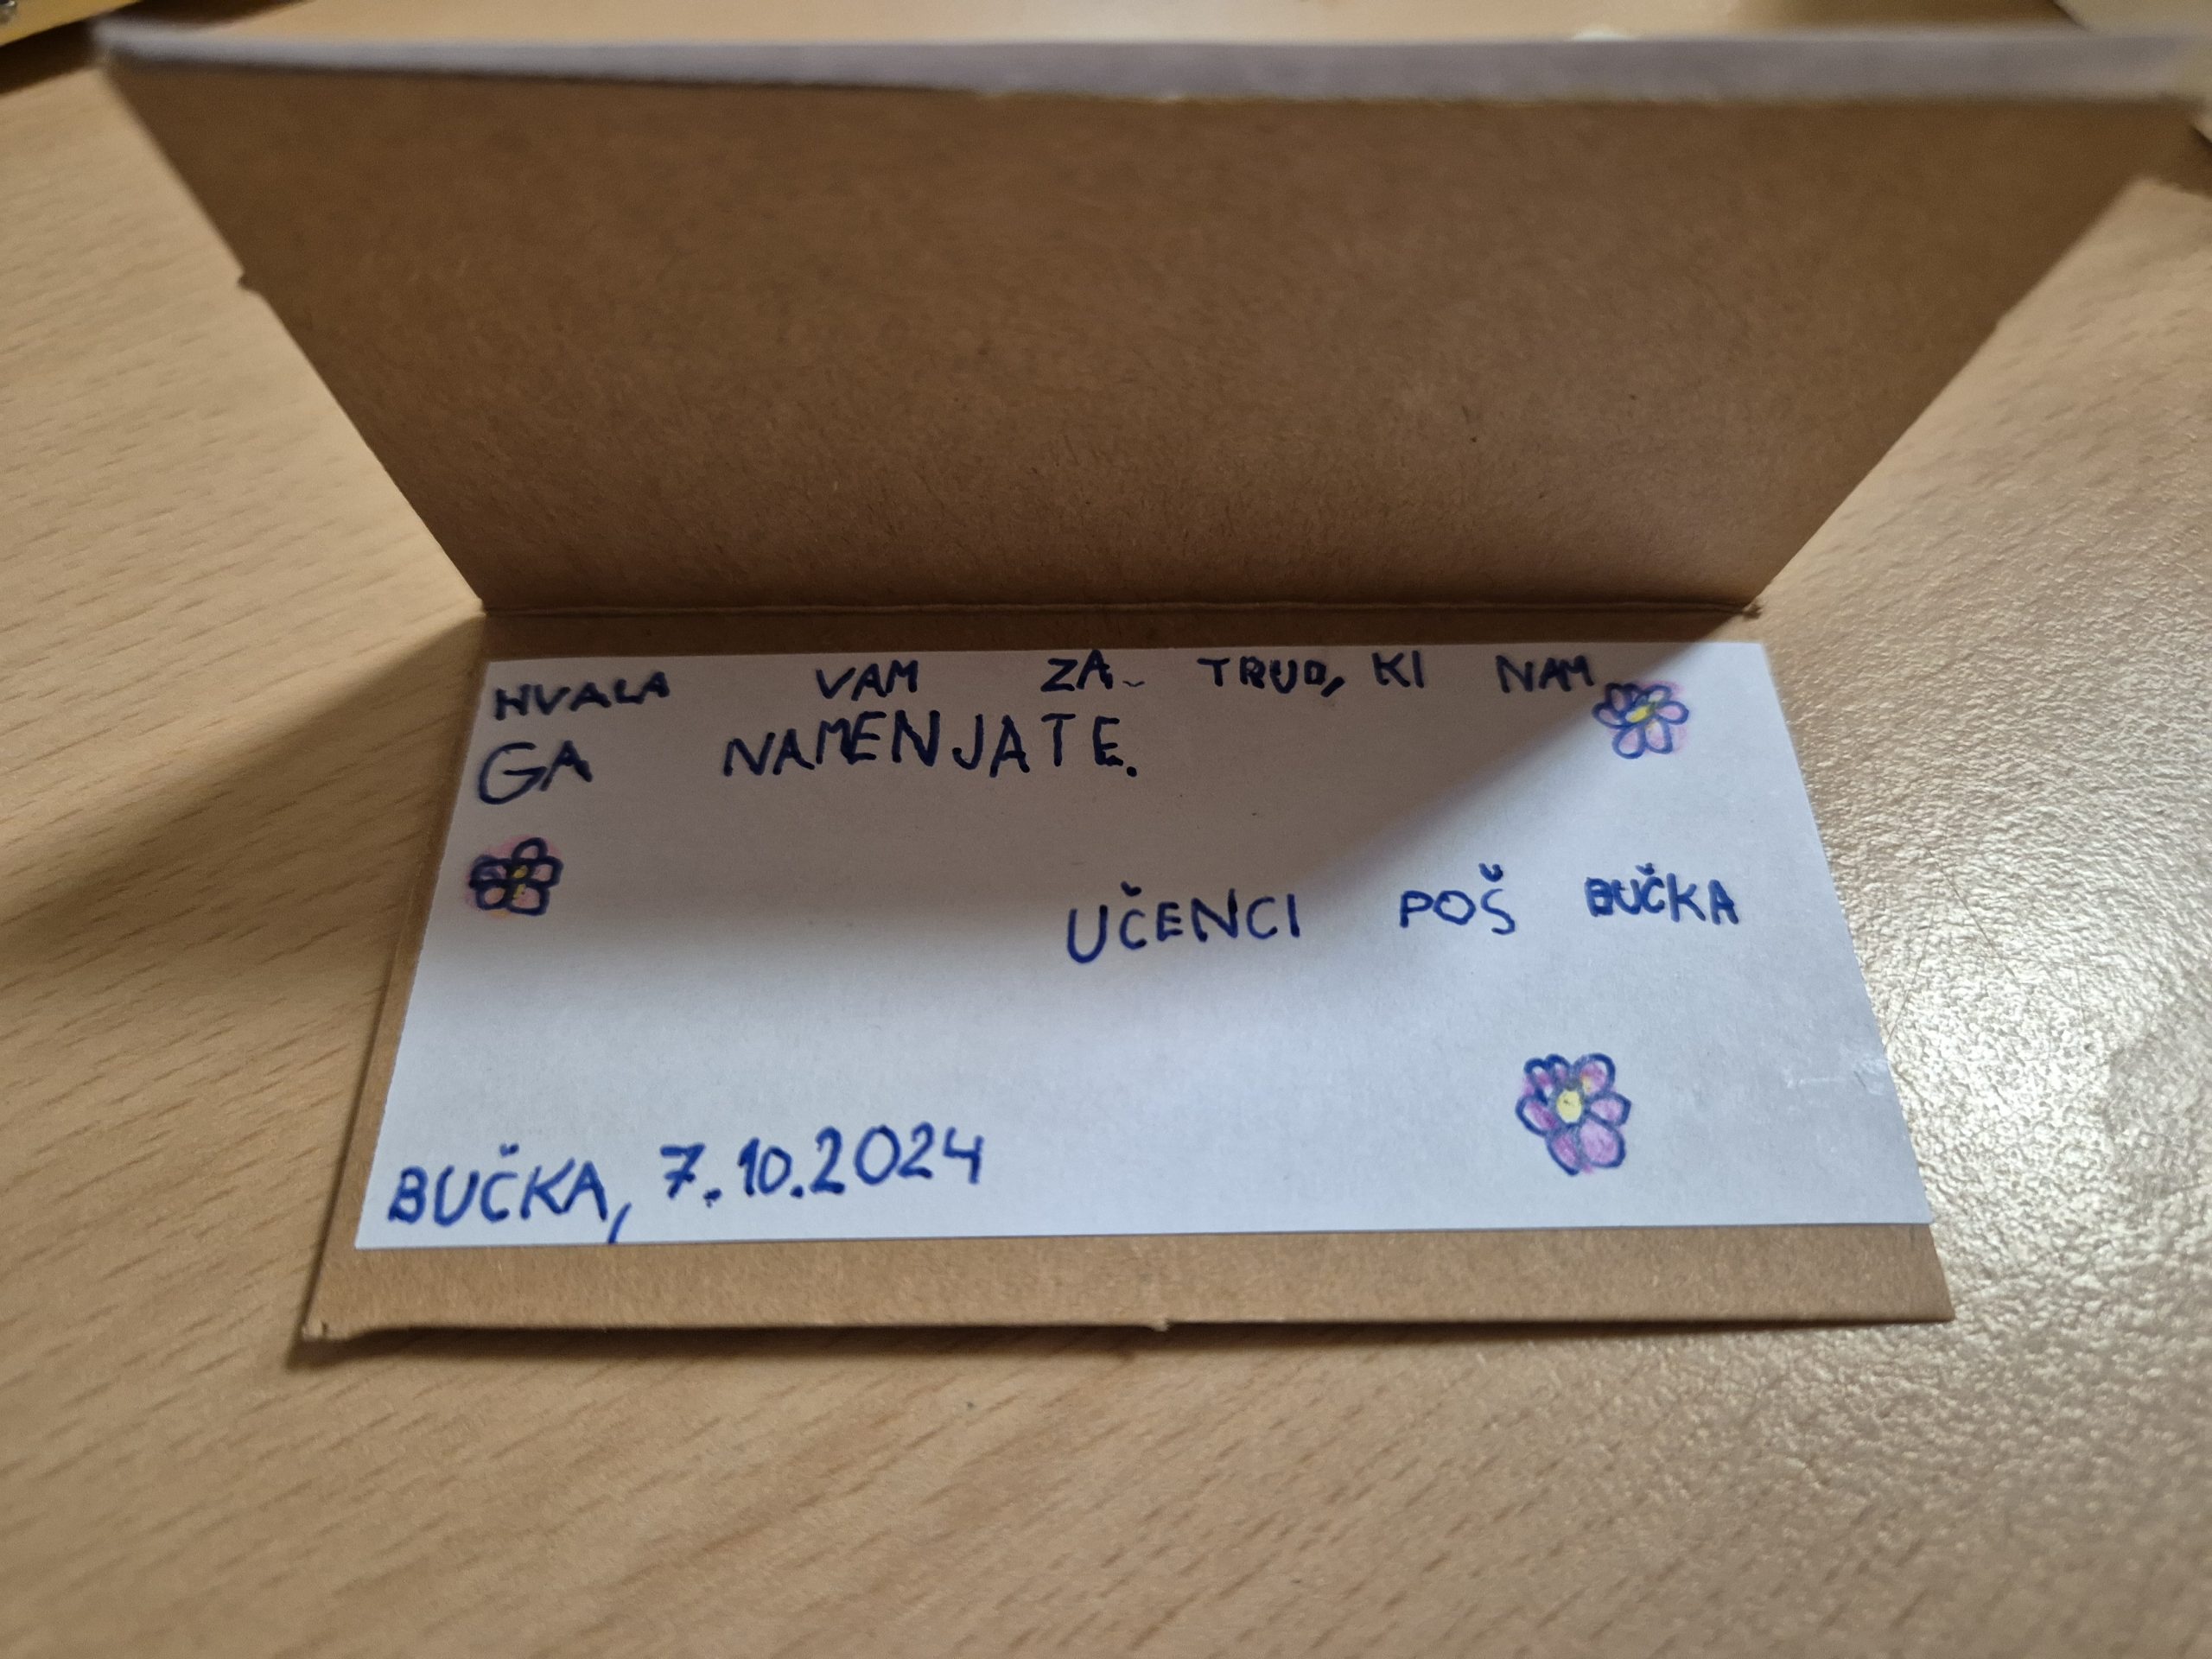 HVALA VAM ZA TRUD, KI NAM
GA NAMENJATE.
UČENCI POŠ BUČKA
BUČKA, 7.10.2024